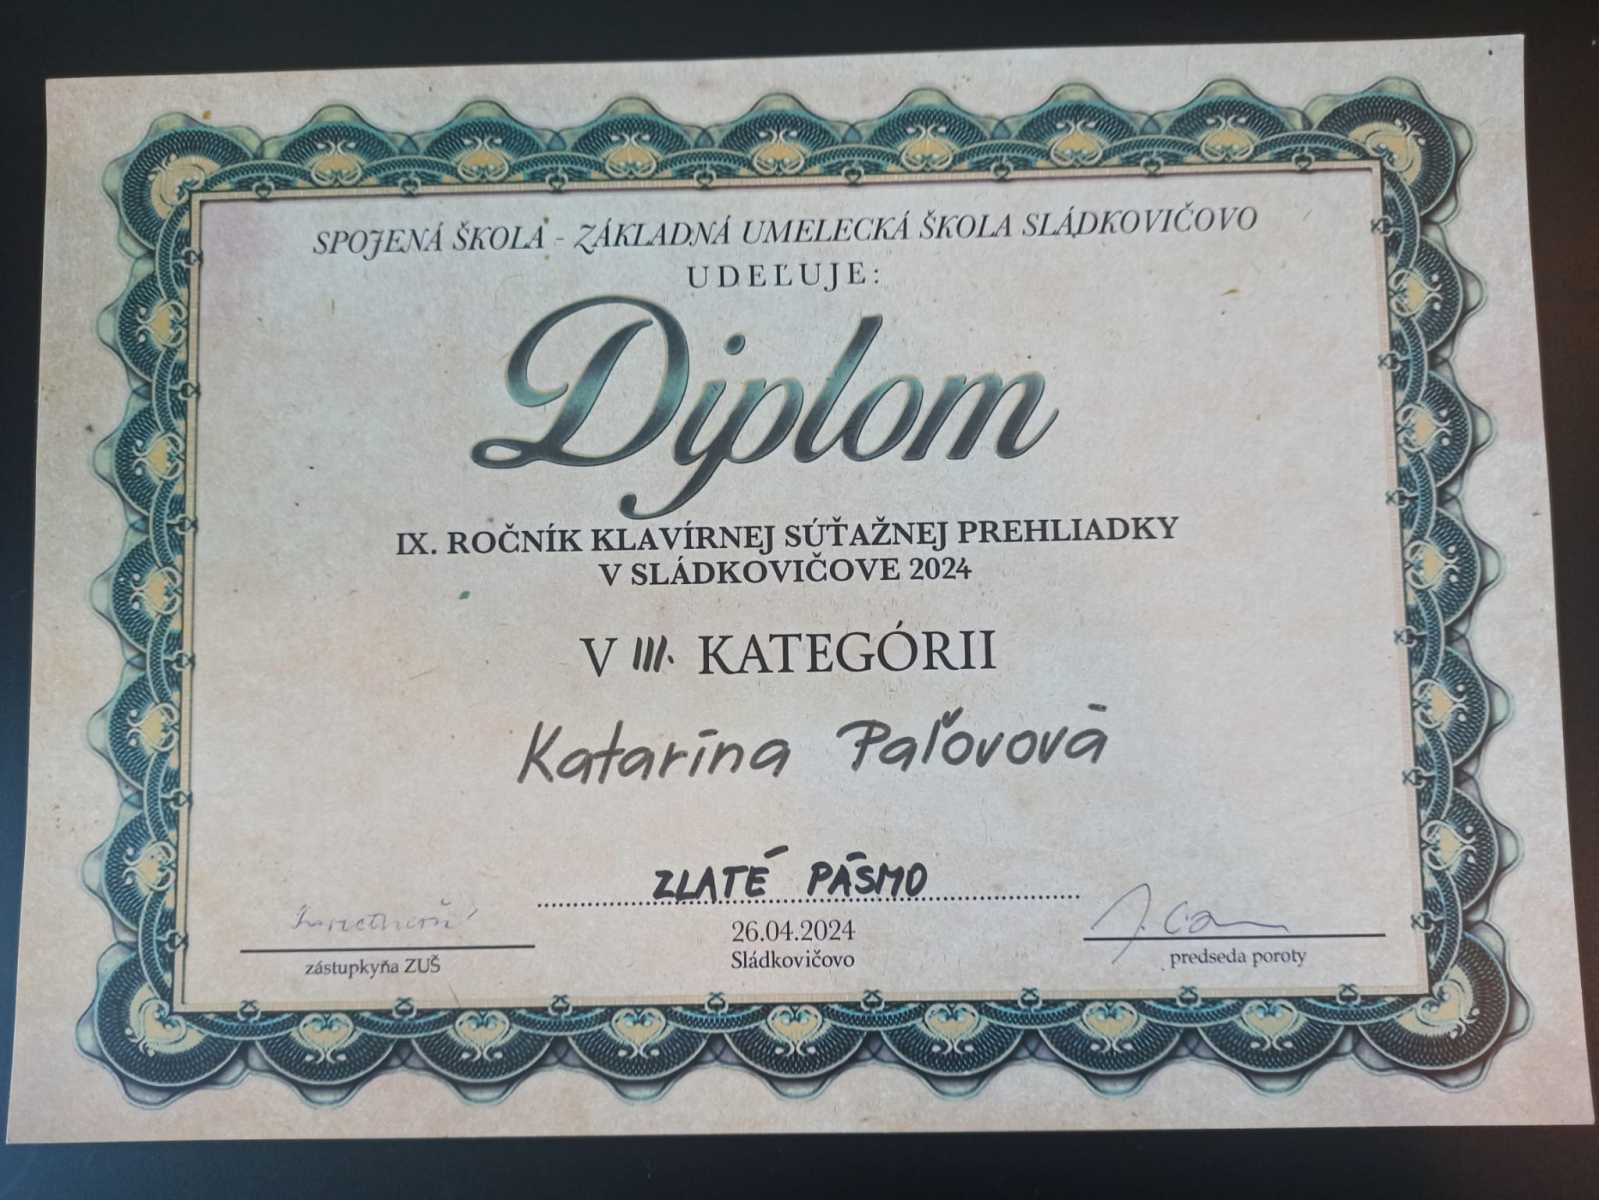 SPOJENÁ ŠKOLA - ZÁKLADNÁ UMELECKÁ ŠKOLA SLÁDKOVIČOVO
UDEĽUJE:
Diplom
IX. ROČNÍK KLAVÍRNEJ SÚŤAŽNEJ PREHLIADKY
V SLÁDKOVIČOVE 2024
V III. KATEGÓRII
Katarína Paľovová
ZLATÉ PÁSMO
26.04.2024
Sládkovičovo
zástupkyňa ZUŠ
predseda poroty